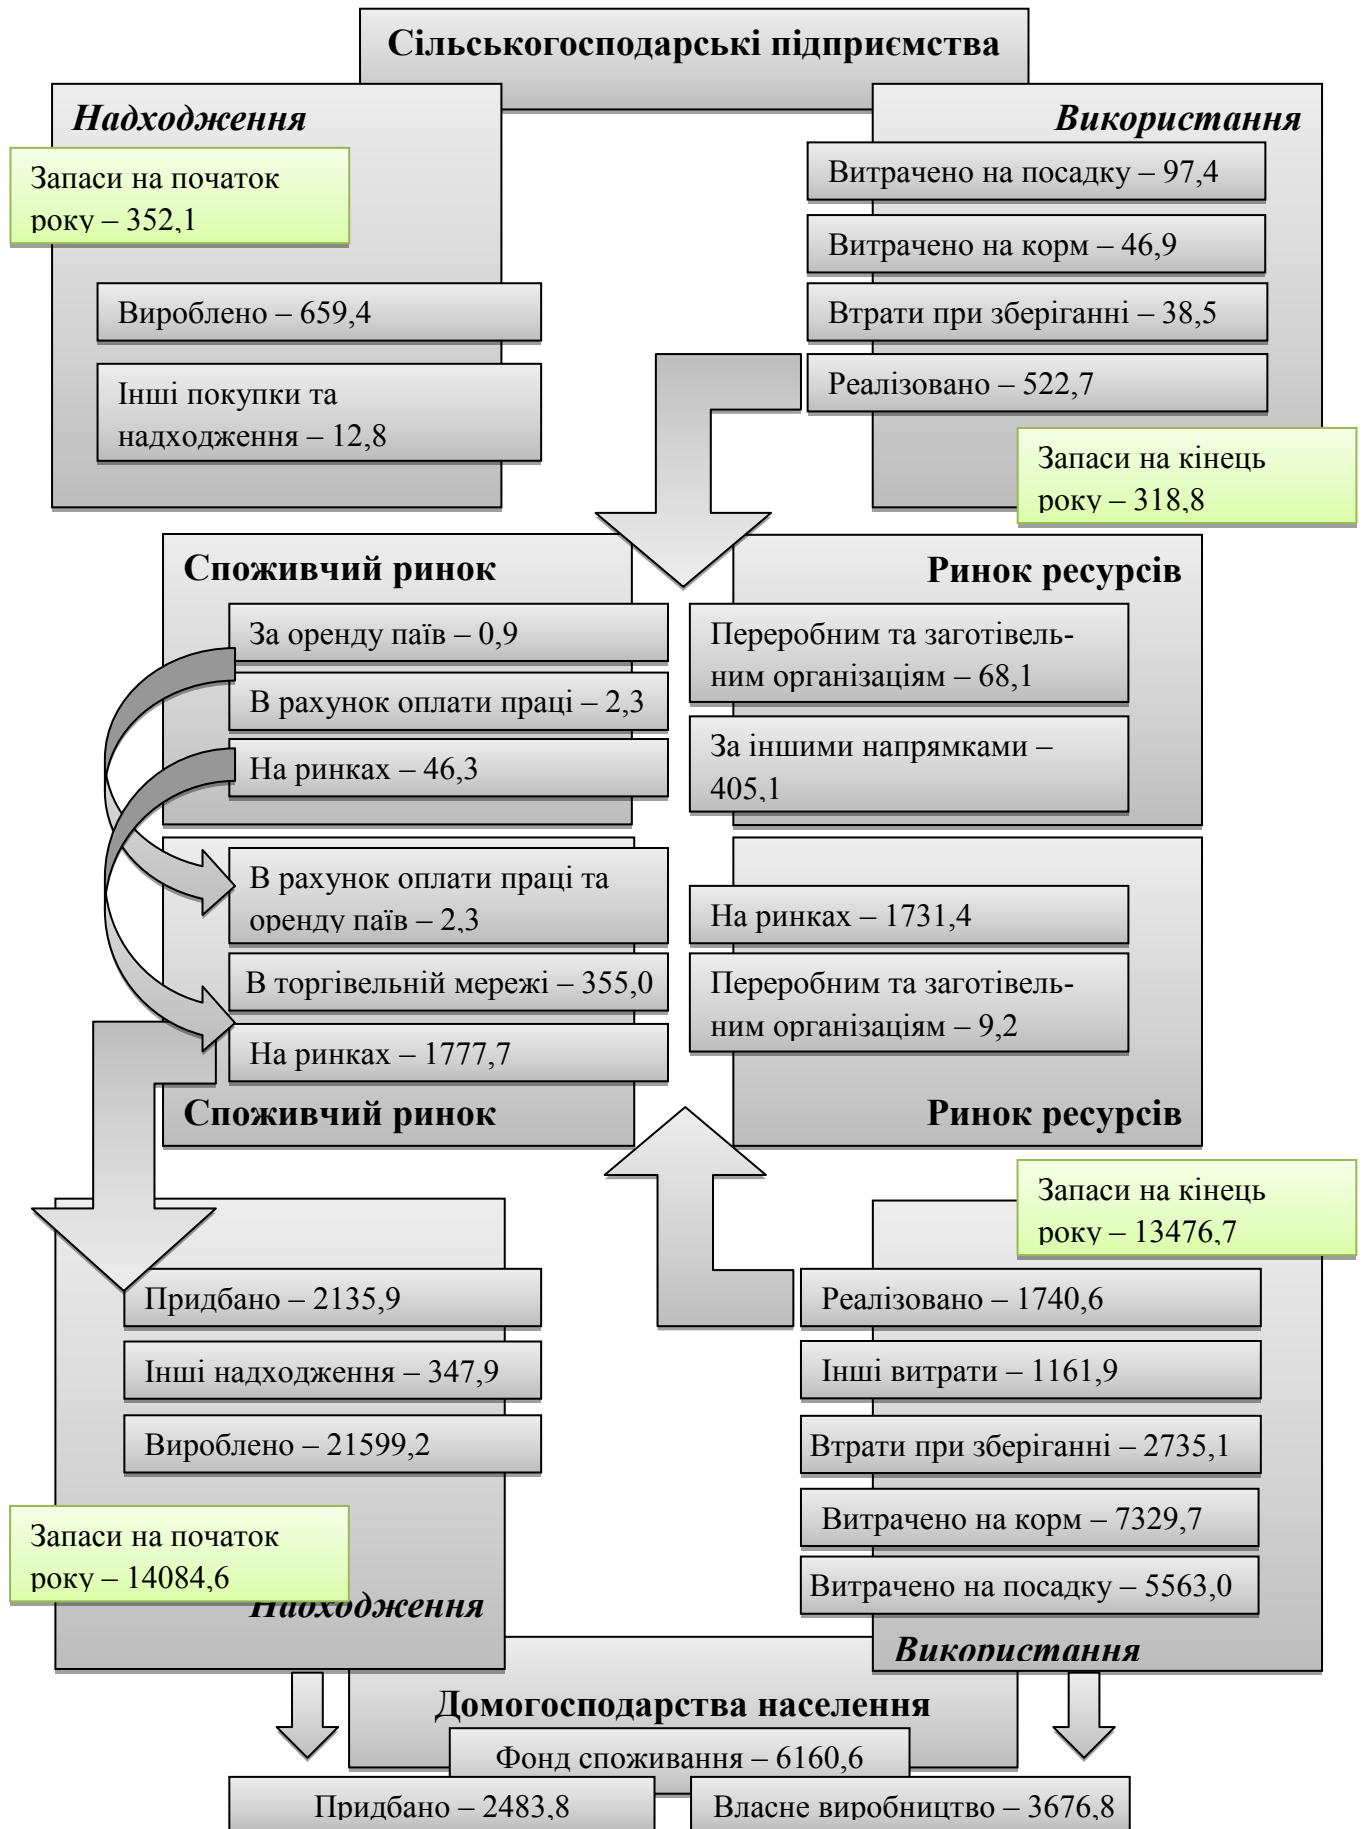 Сільськогосподарські підприємства
Надходження
Запаси на початок
року – 352,1
Вироблено – 659,4
Інші покупки та
надходження – 12,8
Використання
Витрачено на посадку – 97,4
Витрачено на корм – 46,9
Втрати при зберіганні – 38,5
Реалізовано – 522,7
Запаси на кінець
року – 318,8
Споживчий ринок
За оренду паїв – 0,9
В рахунок оплати праці – 2,3
На ринках – 46,3
Ринок ресурсів
Переробним та заготівель-
ним організаціям – 68,1
За іншими напрямками –
405,1
В рахунок оплати праці та
оренду паїв – 2,3
В торгівельній мережі – 355,0
На ринках – 1777,7
Споживчий ринок
На ринках – 1731,4
Переробним та заготівель-
ним організаціям – 9,2
Ринок ресурсів
Придбано – 2135,9
Інші надходження – 347,9
Вироблено – 21599,2
Запаси на початок
року – 14084,6
Надходження
Запаси на кінець
року – 13476,7
Реалізовано – 1740,6
Інші витрати – 1161,9
Втрати при зберіганні – 2735,1
Витрачено на корм – 7329,7
Витрачено на посадку – 5563,0
Використання
Домогосподарства населення
Фонд споживання – 6160,6
Придбано – 2483,8
Власне виробництво – 3676,8